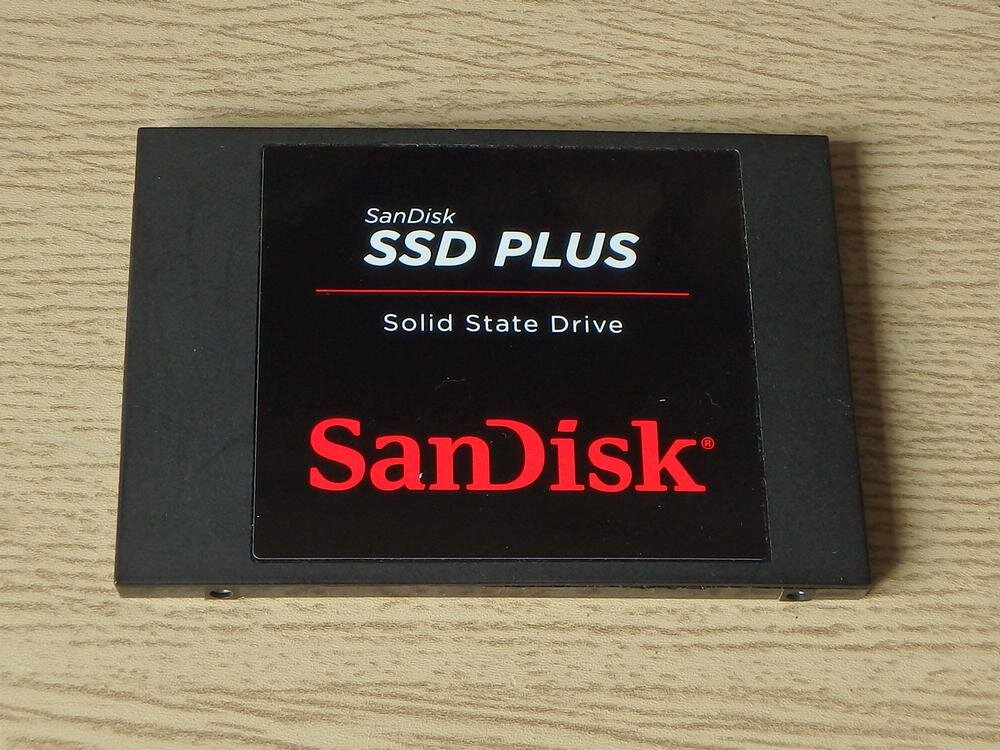 SanDisk
SSD PLUS
Solid State Drive
SanDisk®